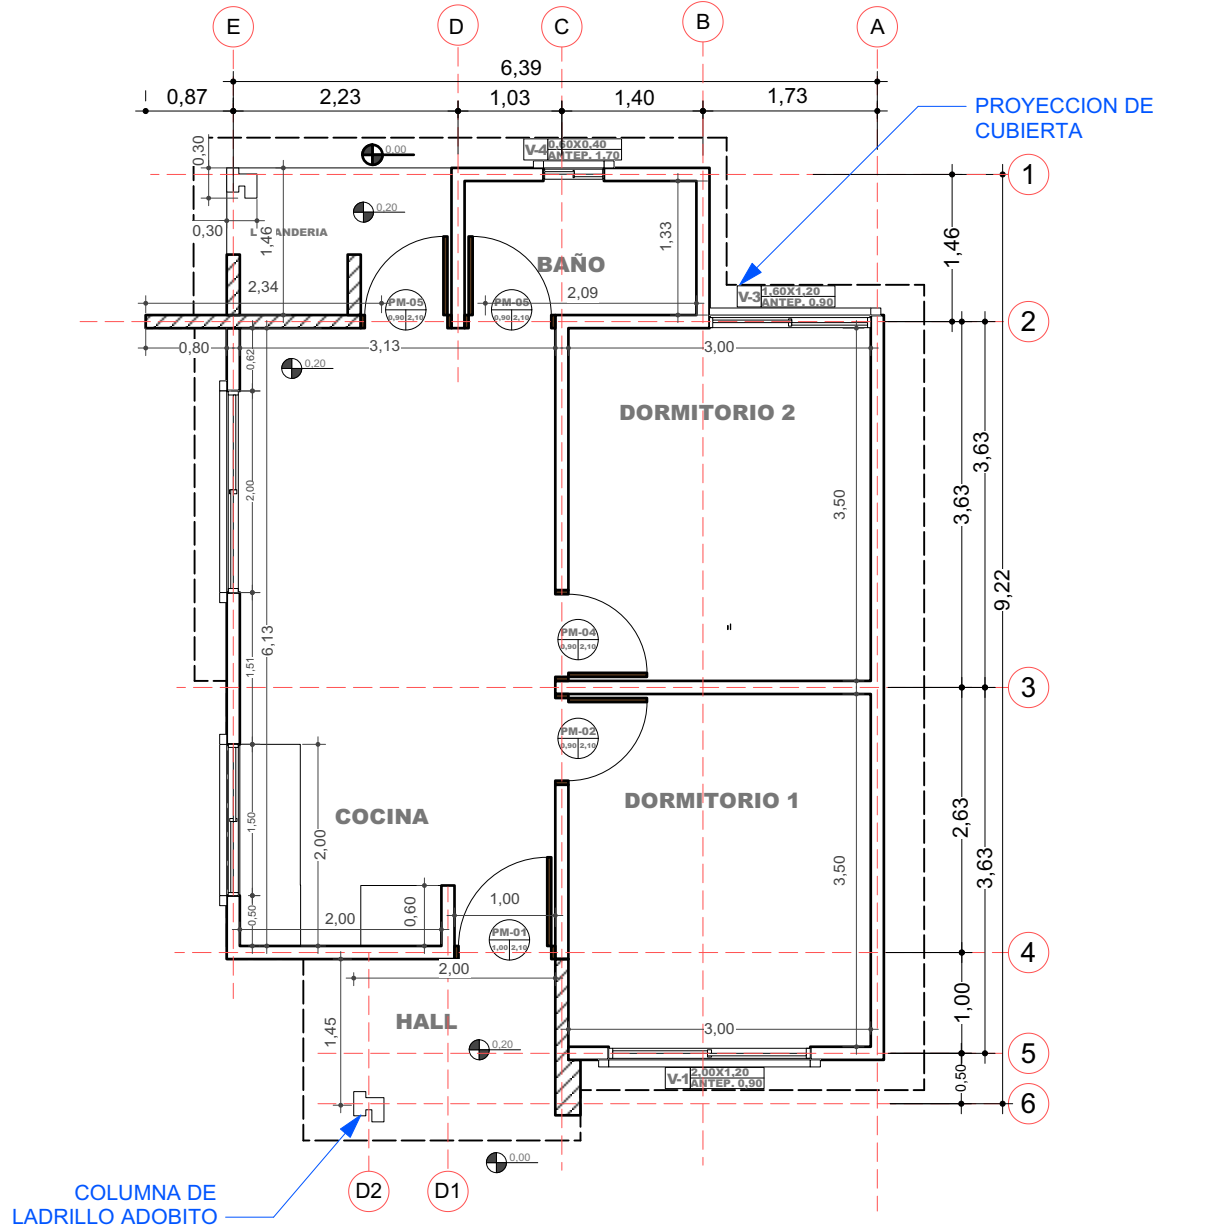 E
D
C
B
A
6,39
0,87
2,23
1,03
1,40
1,73
PROYECCION DE
CUBIERTA
0,30
0,00
V-4
0.60X0.40
ANTEP. 1.70
1
0,20
0,30
1,46
1,33
1,46
BAÑO
2,34
PM-05
0,90
2,10
PM-05
0,90
2,10
2,09
V-3
1.60X1.20
ANTEP. 0.90
2
0,80
3,13
3,00
0,62
0,20
DORMITORIO 2
2,00
3,50
3,63
3,63
9,22
6,13
PM-04
0,90
2,10
1,51
3
PM-02
0,90
2,10
COCINA
DORMITORIO 1
1,50
2,00
2,63
3,63
3,50
0,50
2,00
0,60
1,00
PM-01
1,00
2,10
4
2,00
1,45
HALL
0,20
3,00
1,00
5
V-1
2.00X1.20
ANTEP. 0.90
0,50
6
0,00
COLUMNA DE
LADRILLO ADOBITO
D2
D1